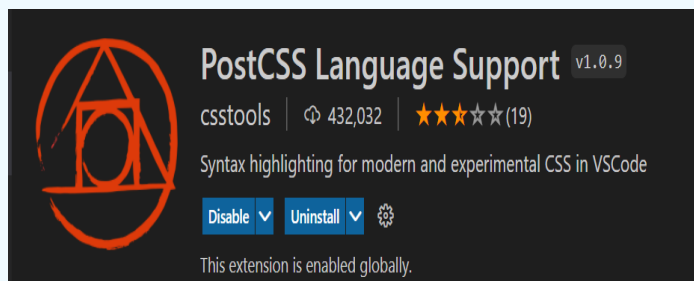 PostCSS Language Support v1.0.9
csstools 432,032 (19)
Syntax highlighting for modern and experimental CSS in VSCode
Disable Uninstall
This extension is enabled globally.